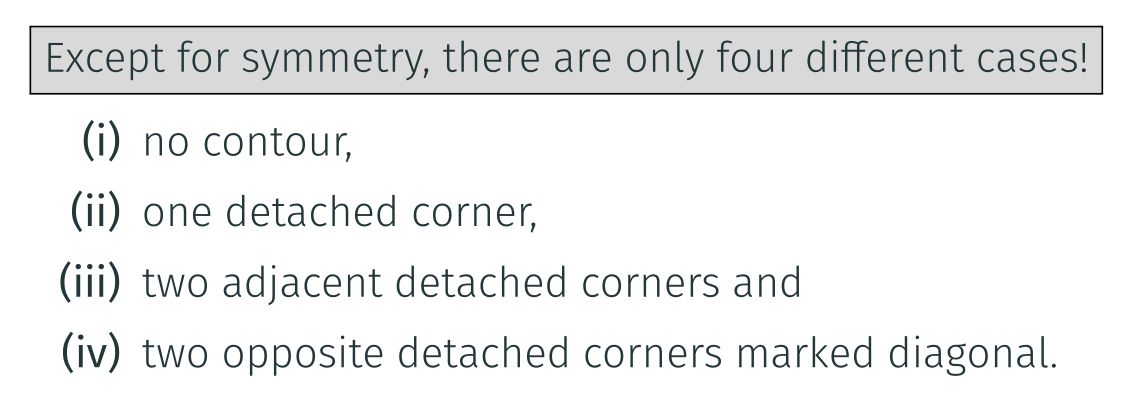 Except for symmetry, there are only four different cases!
(i) no contour,
(ii) one detached corner,
(iii) two adjacent detached corners and
(iv) two opposite detached corners marked diagonal.